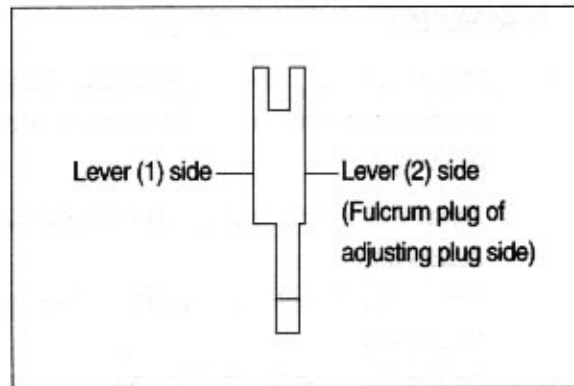 Lever (1) side
Lever (2) side
(Fulcrum plug of
adjusting plug side)